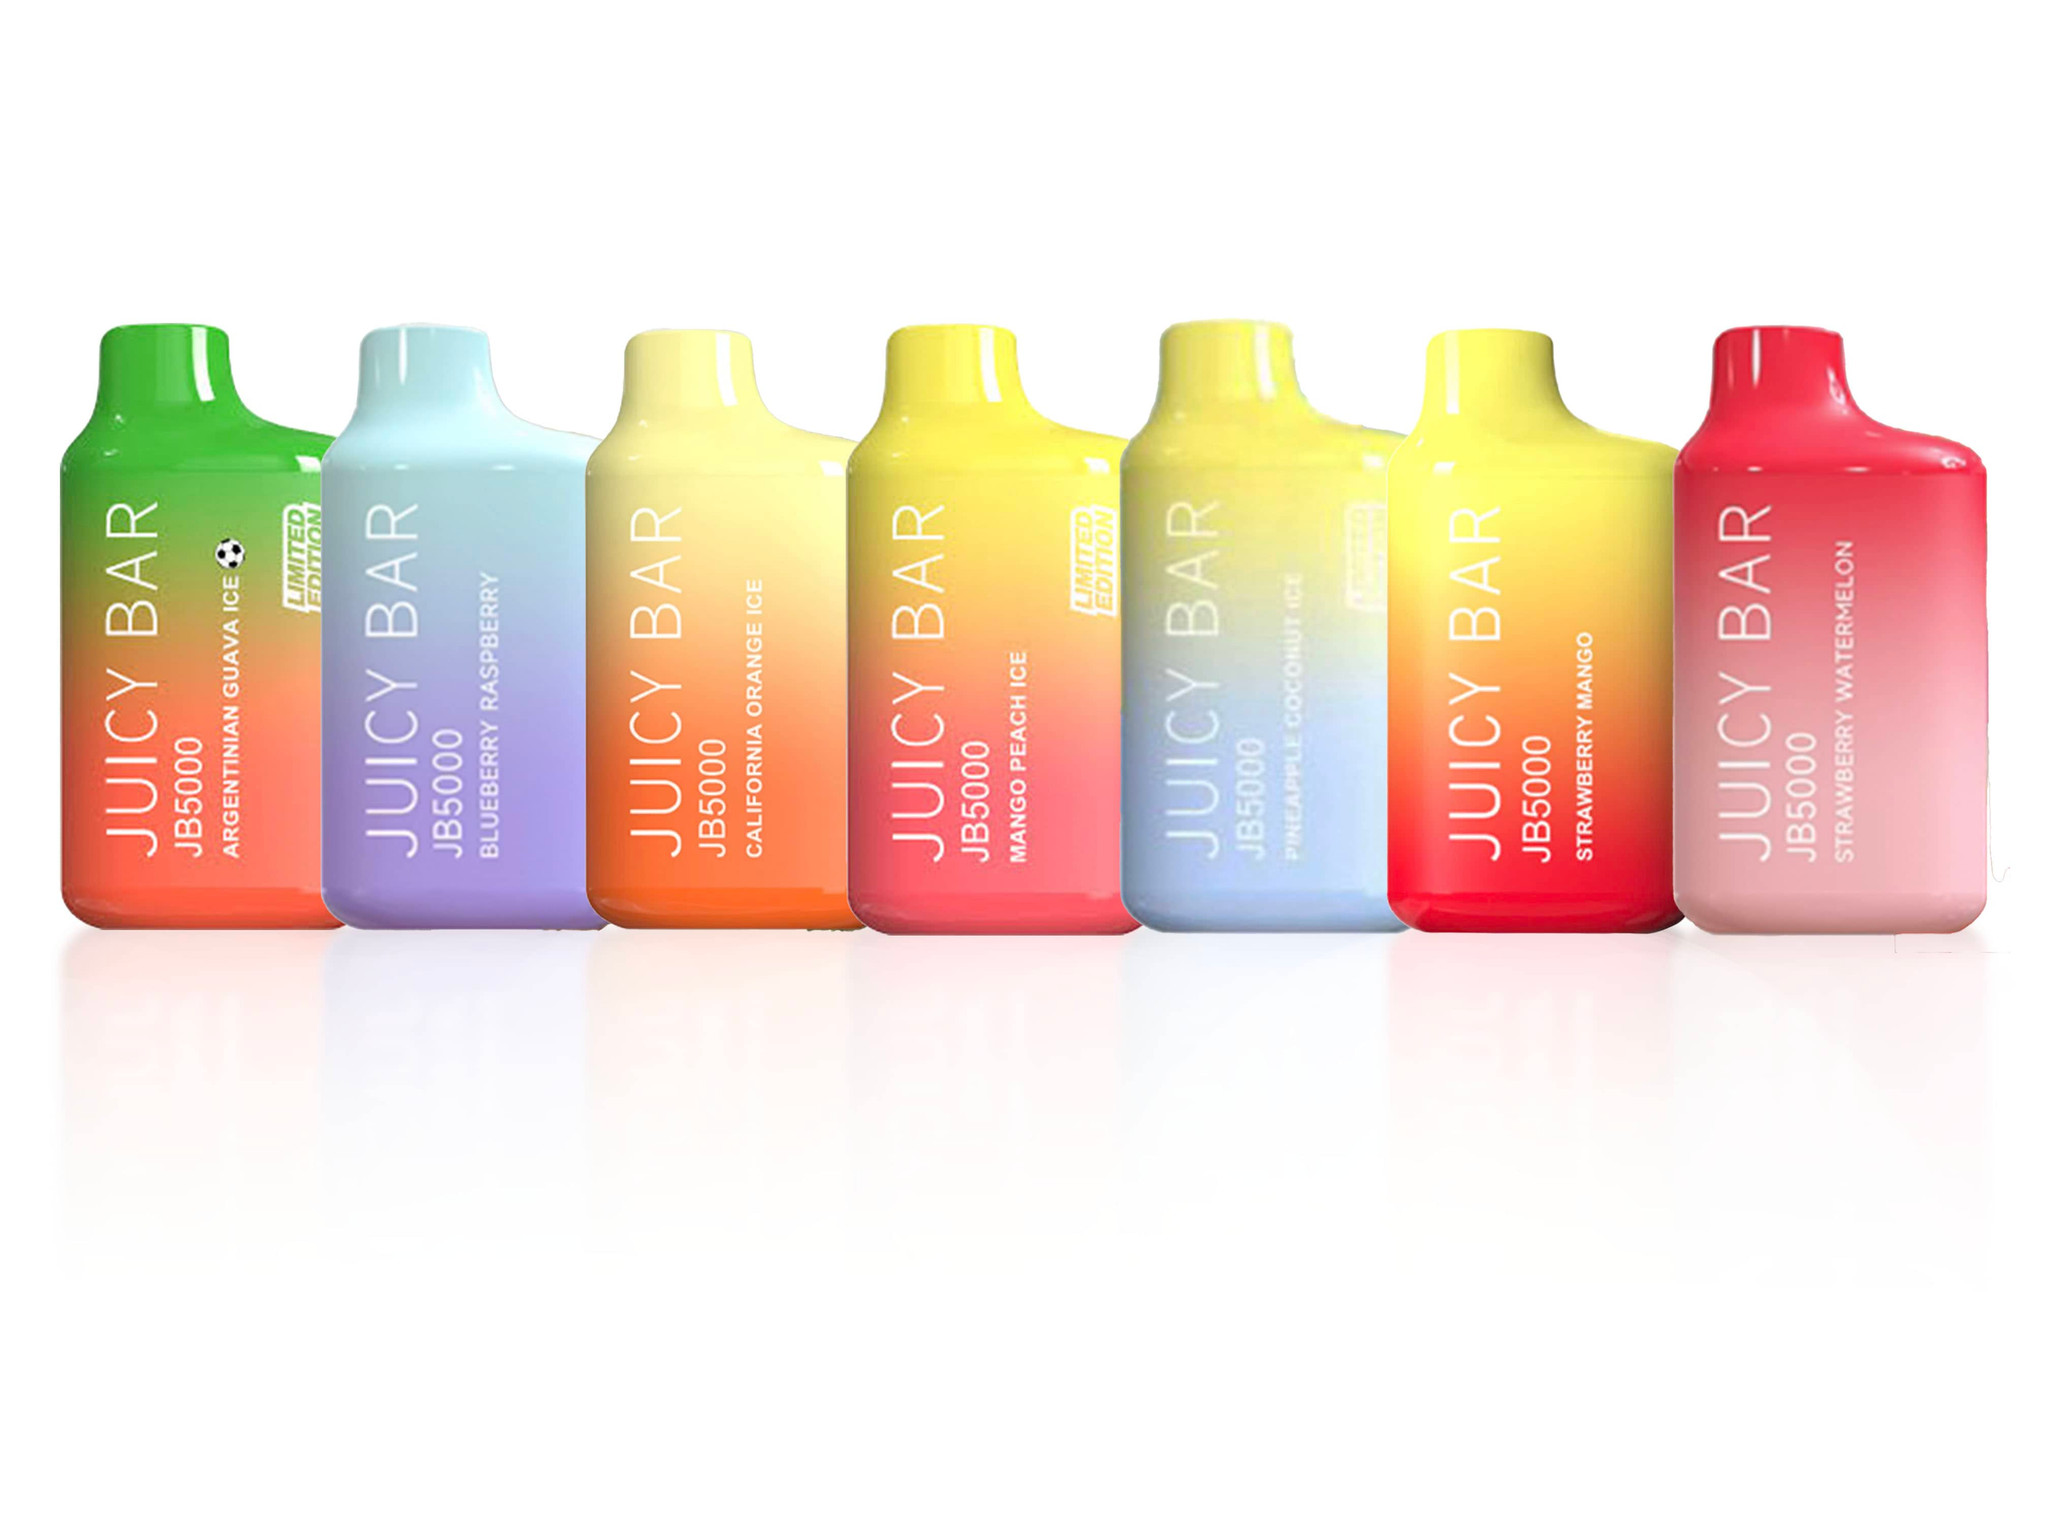 JUICY BAR
JB5000
ARGENTINIAN GUAVA ICE
LIMITED
EDITION
JUICY BAR
JB5000
BLUEBERRY RASPBERRY
JUICY BAR
JB5000
CALIFORNIA ORANGE ICE
JUICY BAR
JB5000
MANGO PEACH ICE
LIMITED
EDITION
JUICY BAR
JB5000
PINEAPPLE COCONUT ICE
LIMITED
JUICY BAR
JB5000
STRAWBERRY MANGO
JUICY BAR
JB5000
STRAWBERRY WATERMELON